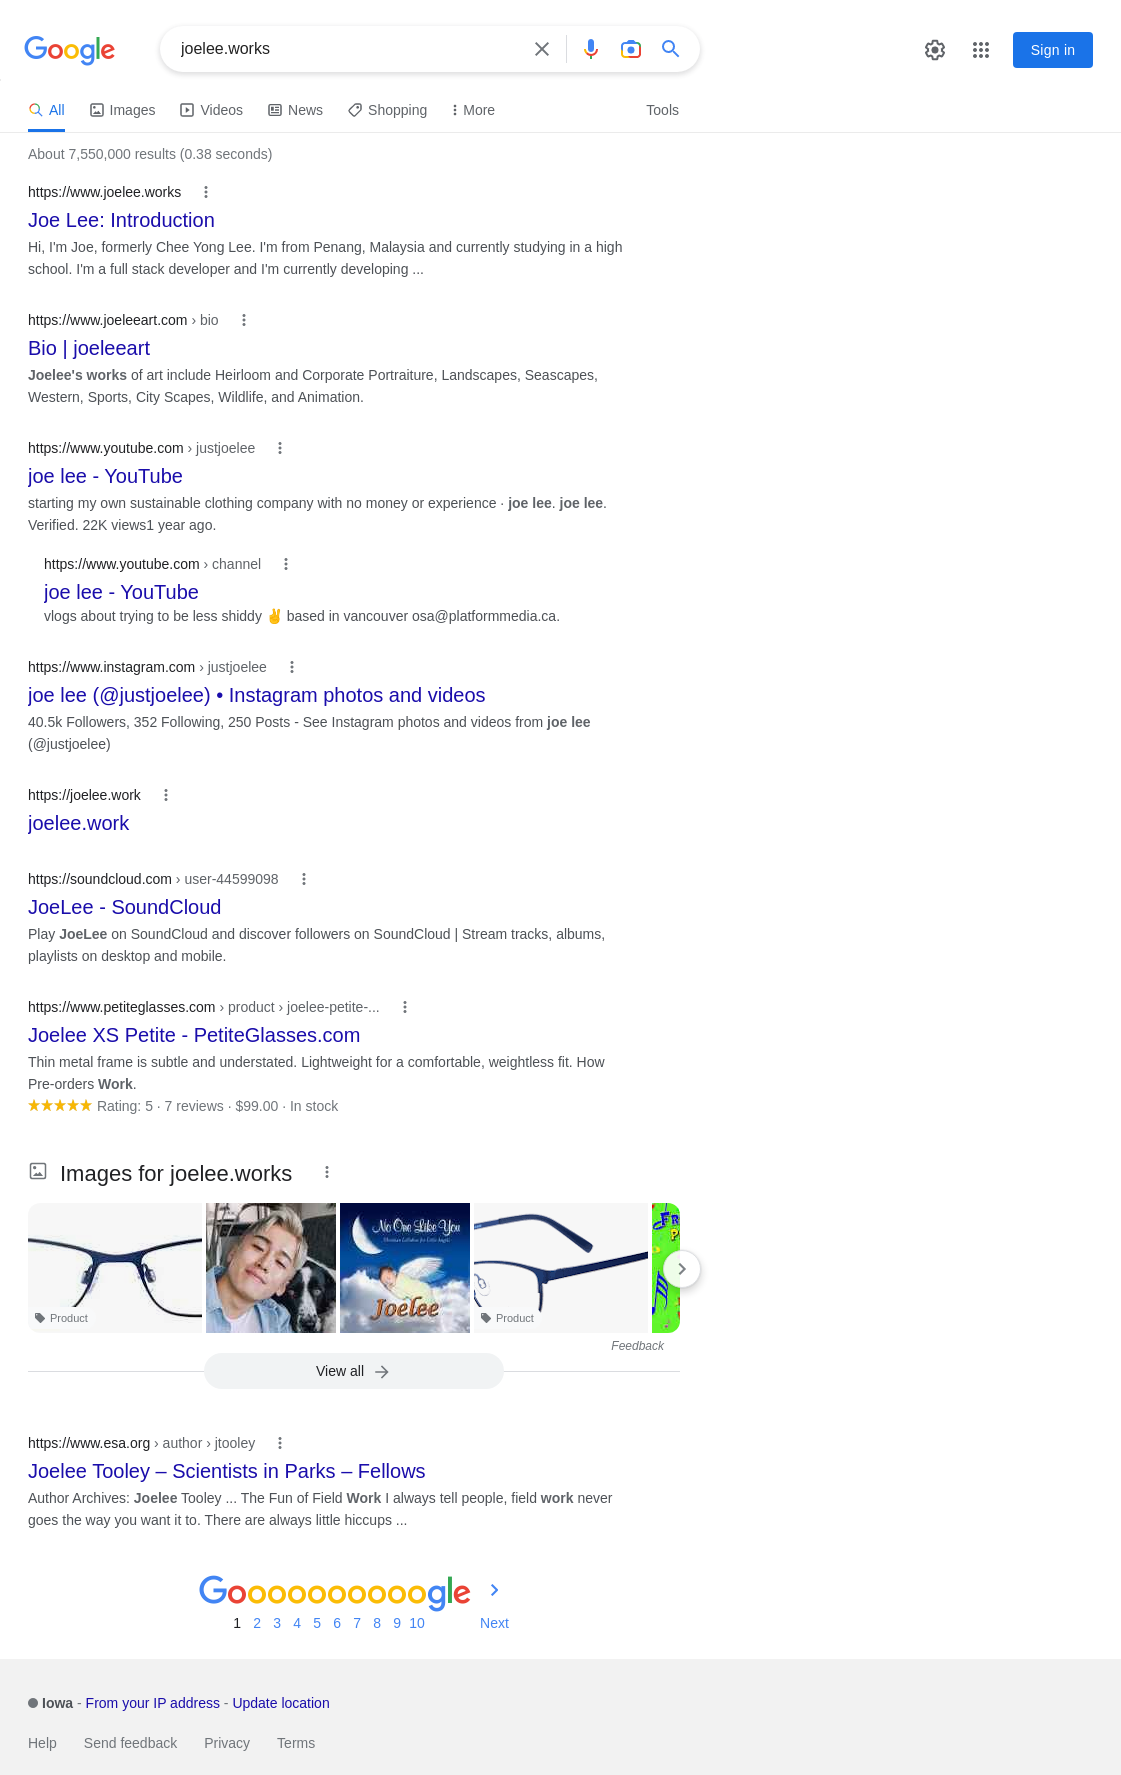 Google
joelee.works
Sign in
All
Images
Videos
News
Shopping
More
Tools
About 7,550,000 results (0.38 seconds)
https://www.joelee.works
Joe Lee: Introduction
Hi, I'm Joe, formerly Chee Yong Lee. I'm from Penang, Malaysia and currently studying in a high
school. I'm a full stack developer and I'm currently developing ...
https://www.joeleeart.com › bio
Bio | joeleeart
Joelee's works of art include Heirloom and Corporate Portraiture, Landscapes, Seascapes,
Western, Sports, City Scapes, Wildlife, and Animation.
https://www.youtube.com › justjoelee
joe lee - YouTube
starting my own sustainable clothing company with no money or experience · joe lee. joe lee.
Verified. 22K views1 year ago.
https://www.youtube.com › channel
joe lee - YouTube
vlogs about trying to be less shiddy ✌ based in vancouver osa@platformmedia.ca.
https://www.instagram.com › justjoelee
joe lee (@justjoelee) • Instagram photos and videos
40.5k Followers, 352 Following, 250 Posts - See Instagram photos and videos from joe lee
(@justjoelee)
https://joelee.work
joelee.work
https://soundcloud.com › user-44599098
JoeLee - SoundCloud
Play JoeLee on SoundCloud and discover followers on SoundCloud | Stream tracks, albums,
playlists on desktop and mobile.
https://www.petiteglasses.com › product › joelee-petite-...
Joelee XS Petite - PetiteGlasses.com
Thin metal frame is subtle and understated. Lightweight for a comfortable, weightless fit. How
Pre-orders Work.
Rating: 5 · 7 reviews · $99.00 · In stock
Images for joelee.works
Product
No One Like You
Joelee
Product
Feedback
View all
https://www.esa.org › author › jtooley
Joelee Tooley – Scientists in Parks – Fellows
Author Archives: Joelee Tooley ... The Fun of Field Work I always tell people, field work never
goes the way you want it to. There are always little hiccups ...
Goooooooooogle
1 2 3 4 5 6 7 8 9 10 Next
Iowa - From your IP address - Update location
Help
Send feedback
Privacy
Terms